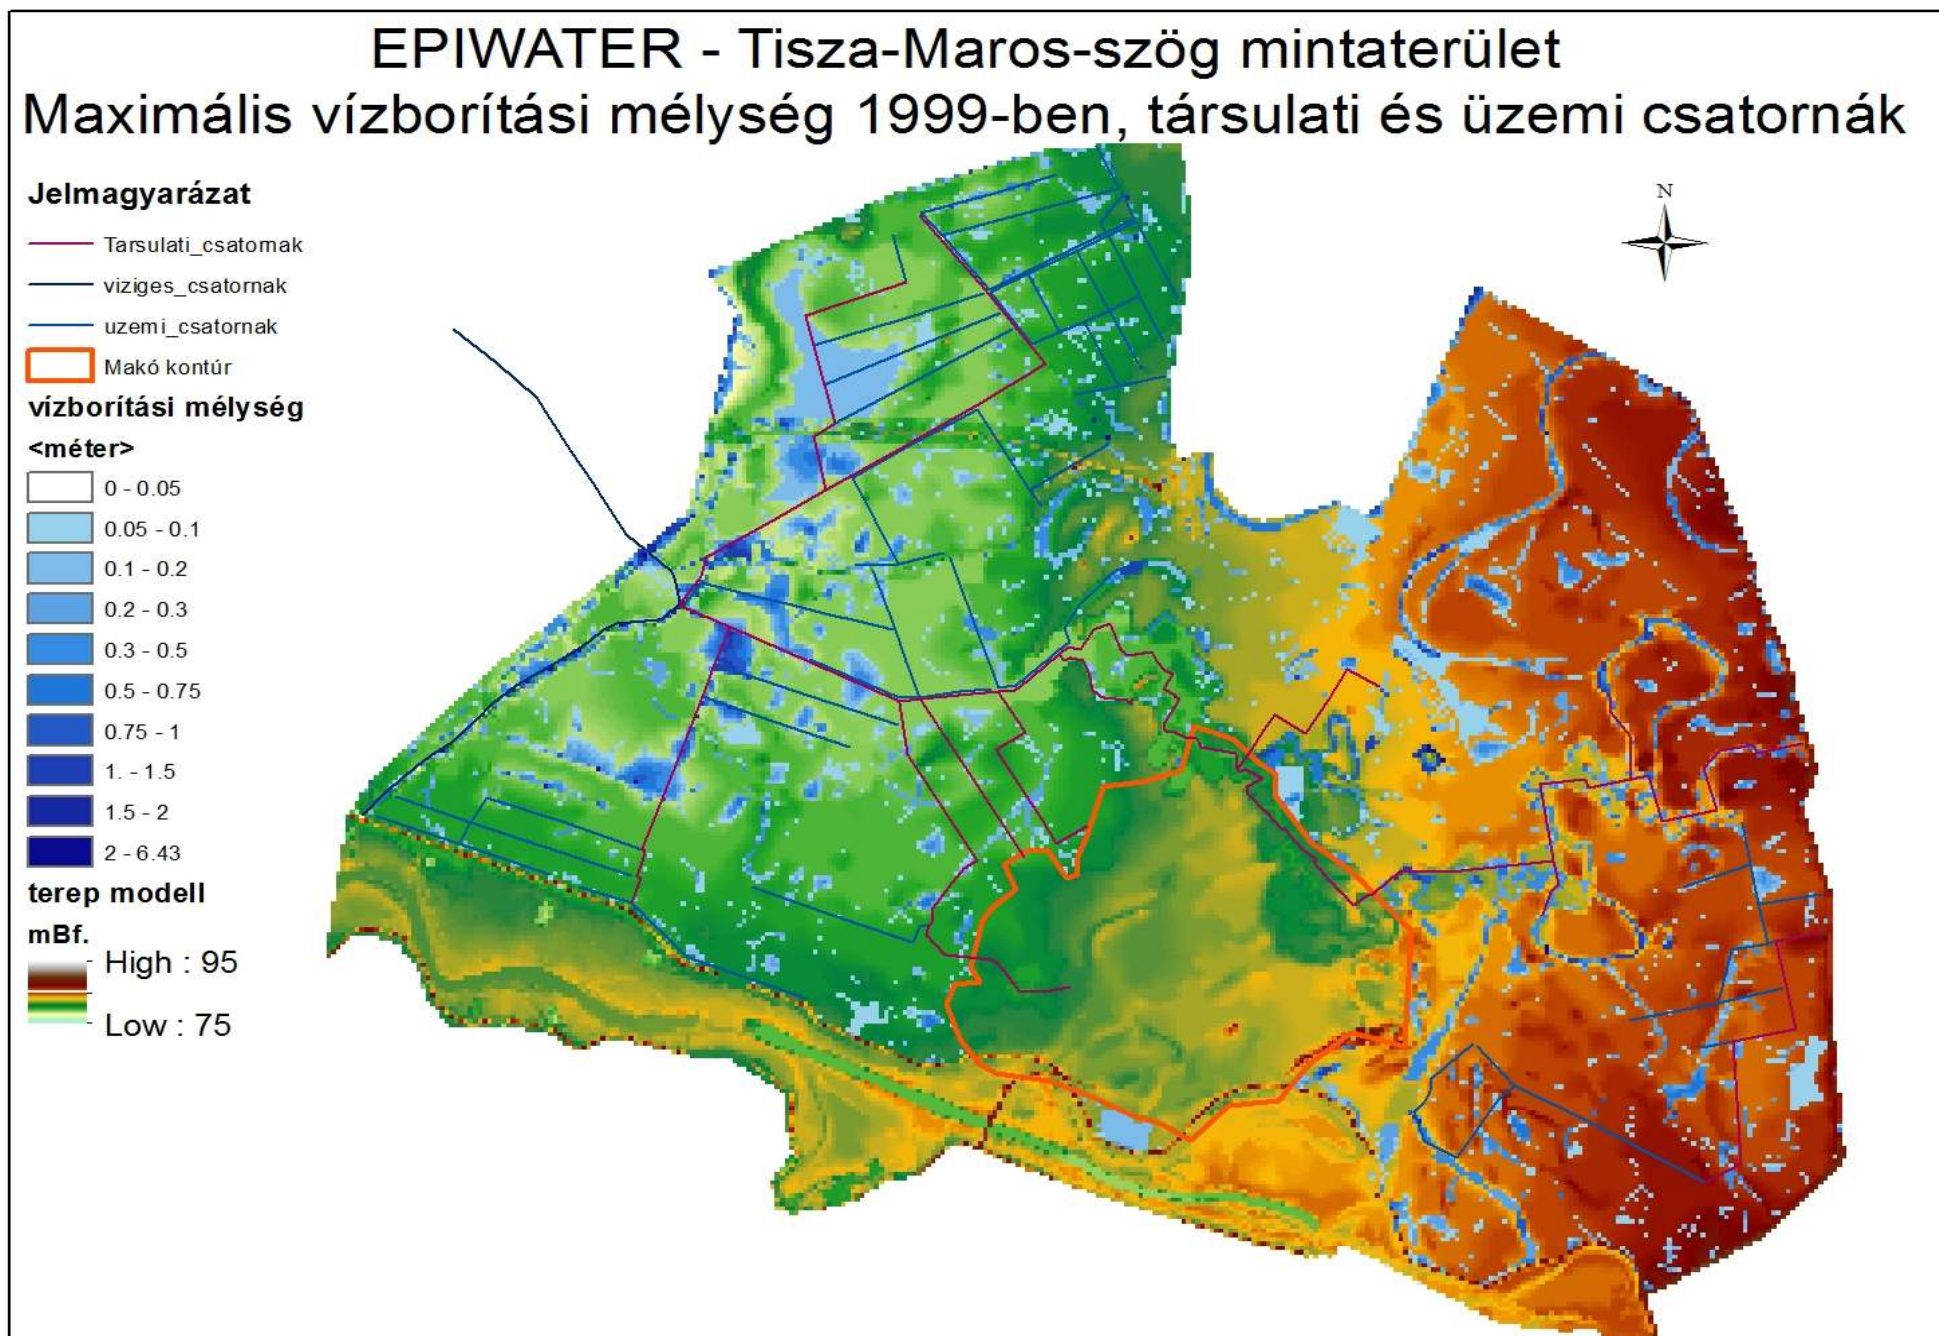 EPIWATER - Tisza-Maros-szög mintaterület
Maximális vízborítási mélység 1999-ben, társulati és üzemi csatornák
Jelmagyarázat
Tarsulati_csatornak
viziges_csatornak
uzemi_csatornak
Makó kontúr
vízborítási mélység
<méter>
0 - 0.05
0.05 - 0.1
0.1 - 0.2
0.2 - 0.3
0.3 - 0.5
0.5 - 0.75
0.75 - 1
1. - 1.5
1.5 - 2
2 - 6.43
terep modell
mBf.
High : 95
Low : 75
N